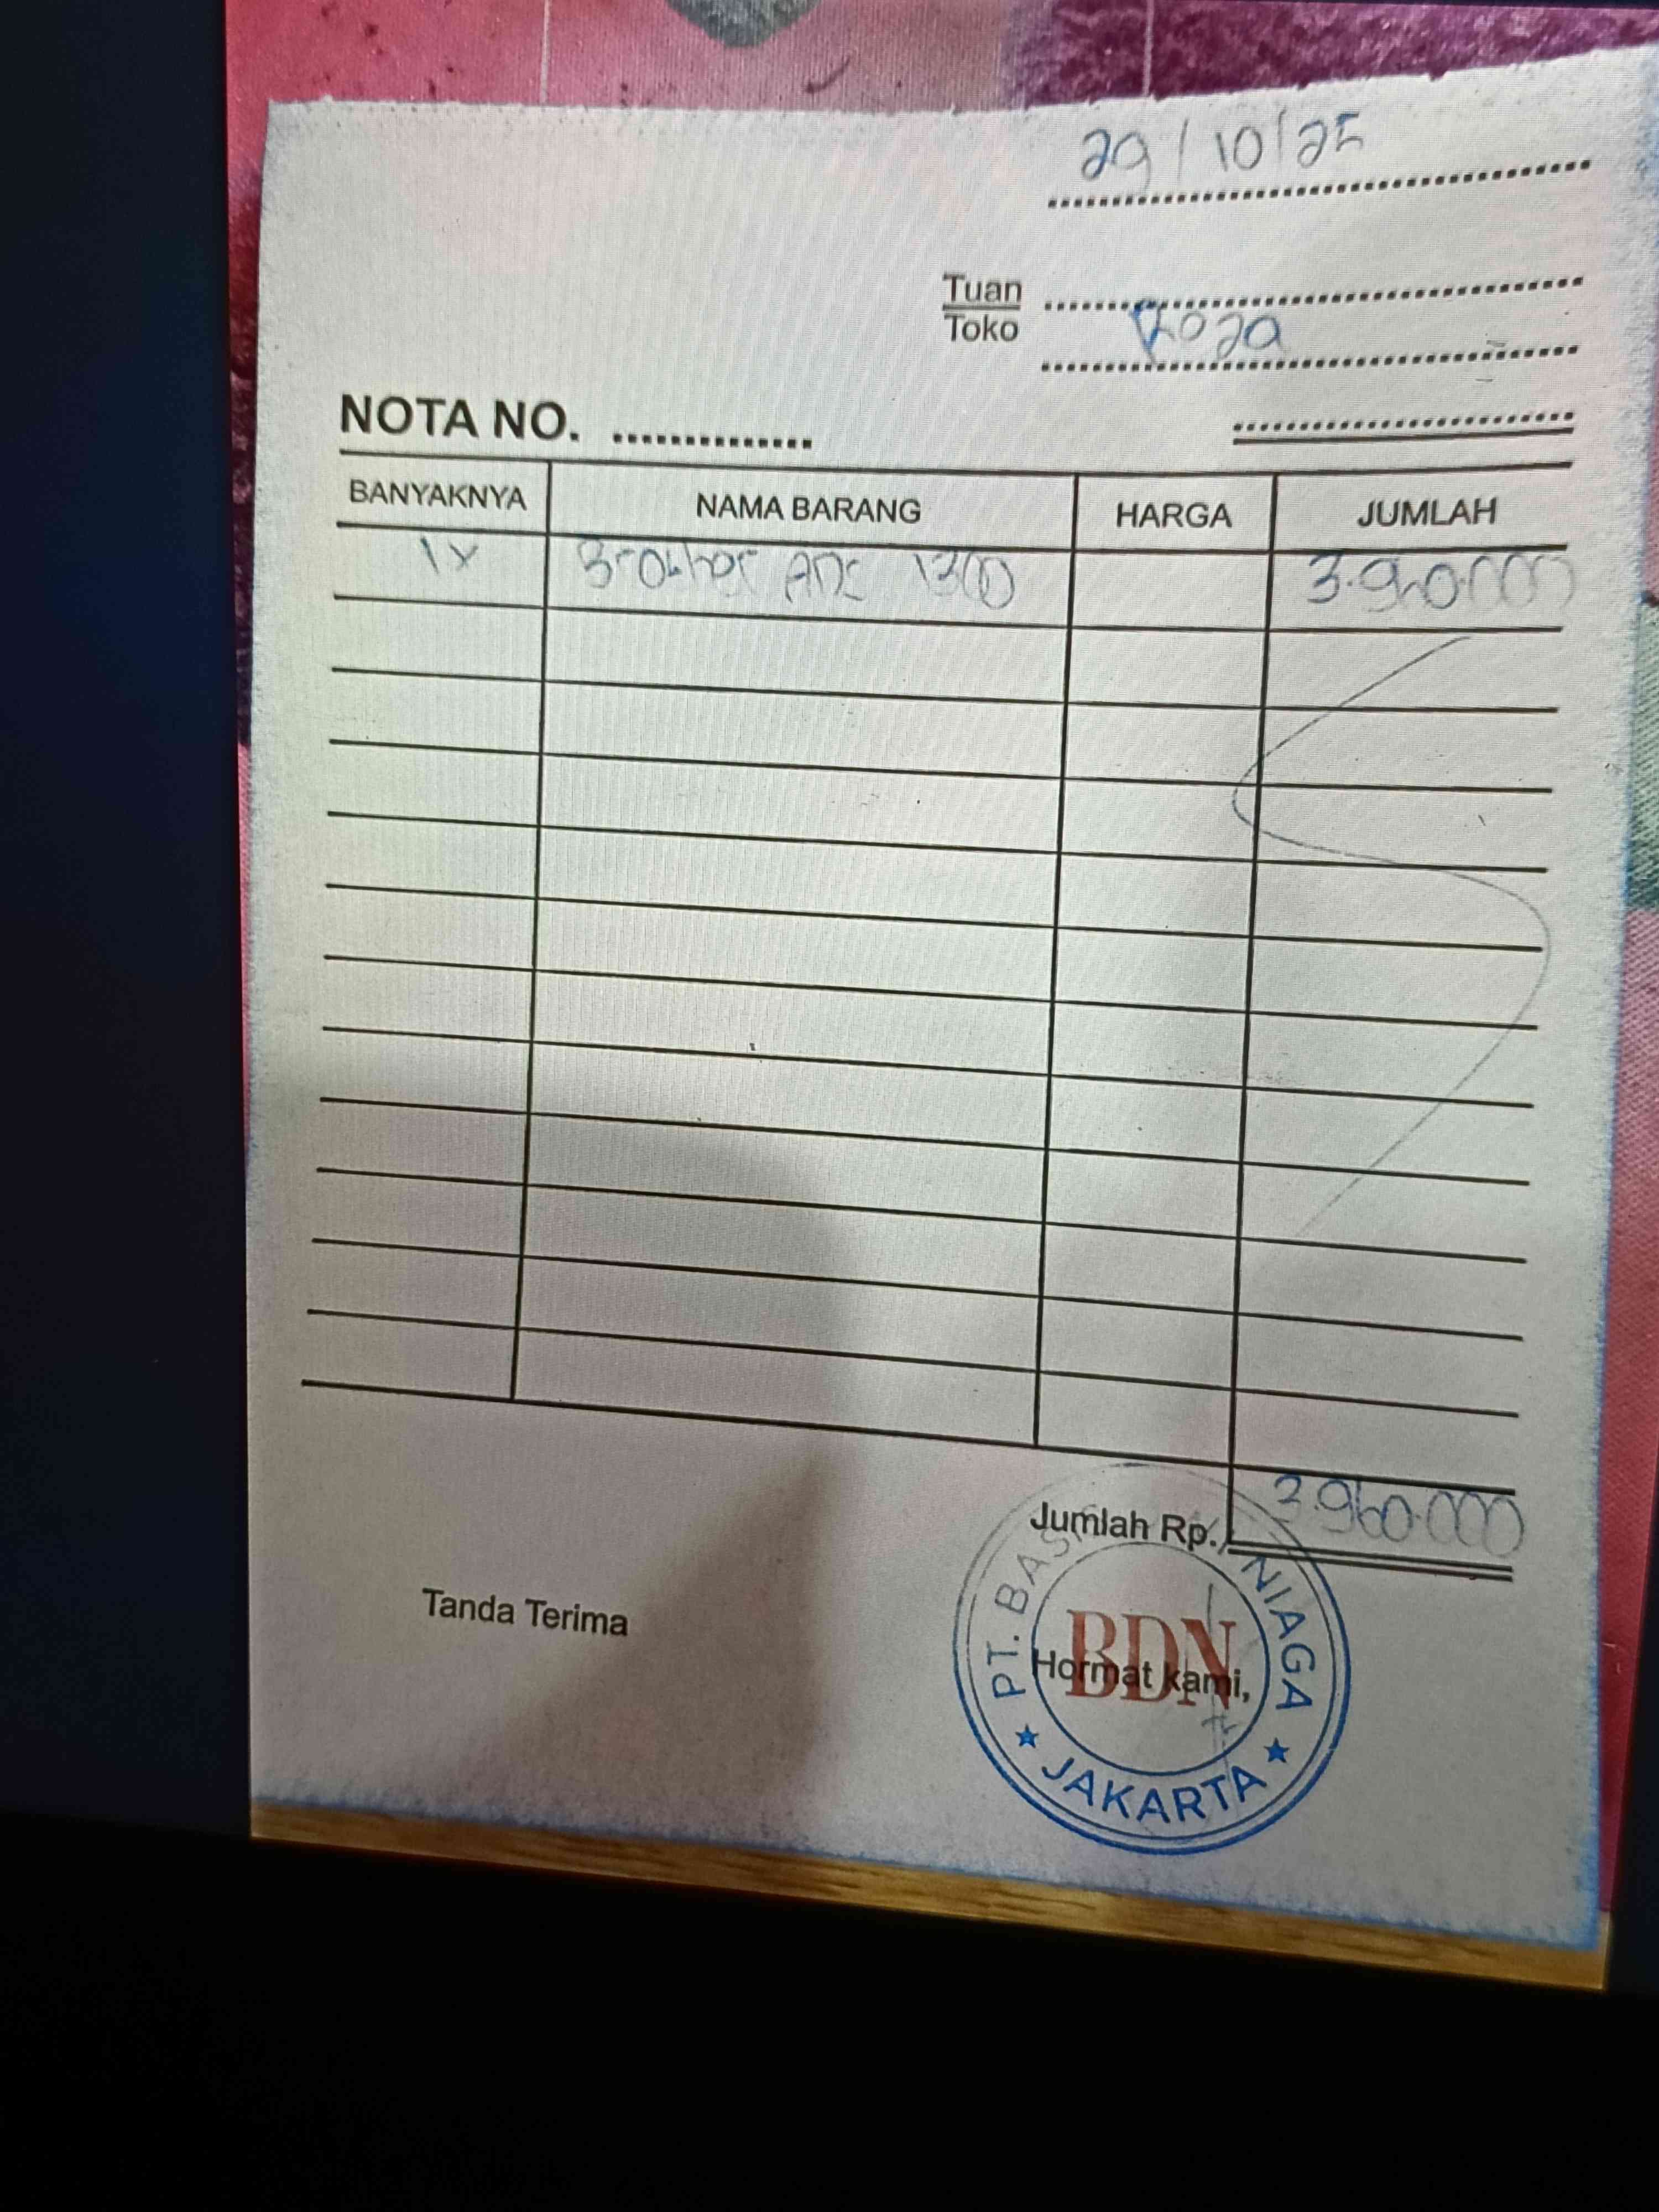 29/10/25
Tuan
Toko
NOTA NO. ..............
BANYAKNYA NAMA BARANG HARGA JUMLAH
1x Brother ADS 1300 3.960.000
Jumlah Rp. 3.960.000
Tanda Terima
Hormat kami,
PT. BAS NIAGA
BDN
JAKARTA